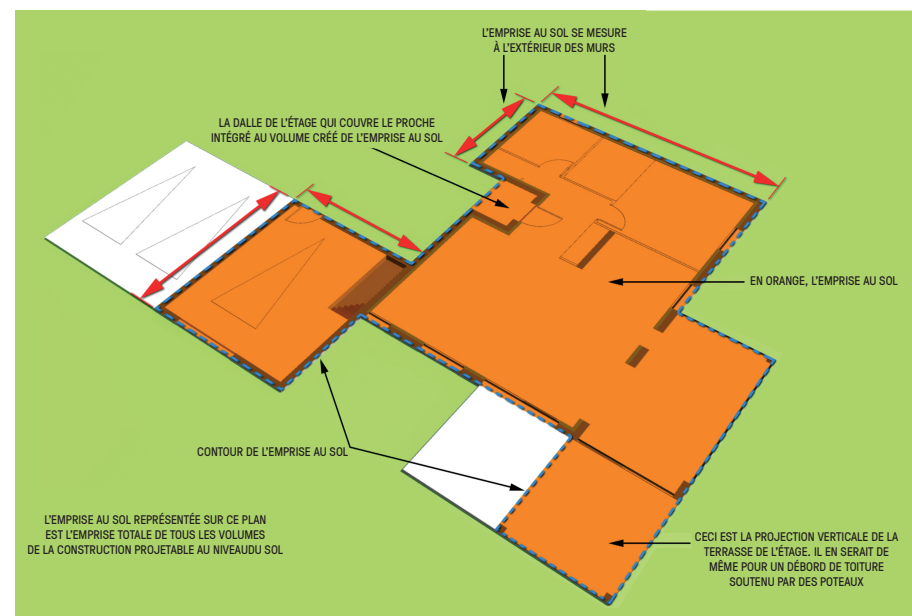 L'EMPRISE AU SOL SE MESURE
À L'EXTÉRIEUR DES MURS
LA DALLE DE L'ÉTAGE QUI COUVRE LE PROCHE
INTÉGRÉ AU VOLUME CRÉÉ DE L'EMPRISE AU SOL
EN ORANGE, L'EMPRISE AU SOL
CONTOUR DE L'EMPRISE AU SOL
L'EMPRISE AU SOL REPRÉSENTÉE SUR CE PLAN
EST L'EMPRISE TOTALE DE TOUS LES VOLUMES
DE LA CONSTRUCTION PROJETABLE AU NIVEAUDU SOL
CECI EST LA PROJECTION VERTICALE DE LA
TERRASSE DE L'ÉTAGE. IL EN SERAIT DE
MÊME POUR UN DÉBORD DE TOITURE
SOUTENU PAR DES POTEAUX